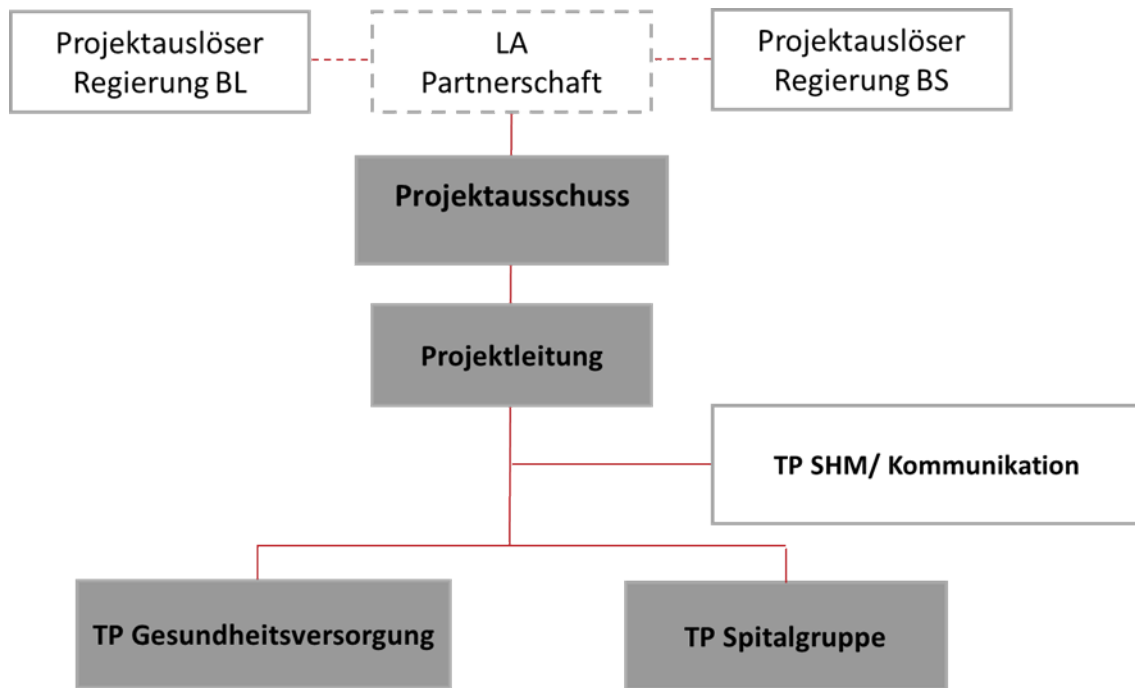 Projektauslöser
Regierung BL
LA
Partnerschaft
Projektauslöser
Regierung BS
Projektausschuss
Projektleitung
TP SHM/ Kommunikation
TP Gesundheitsversorgung
TP Spitalgruppe